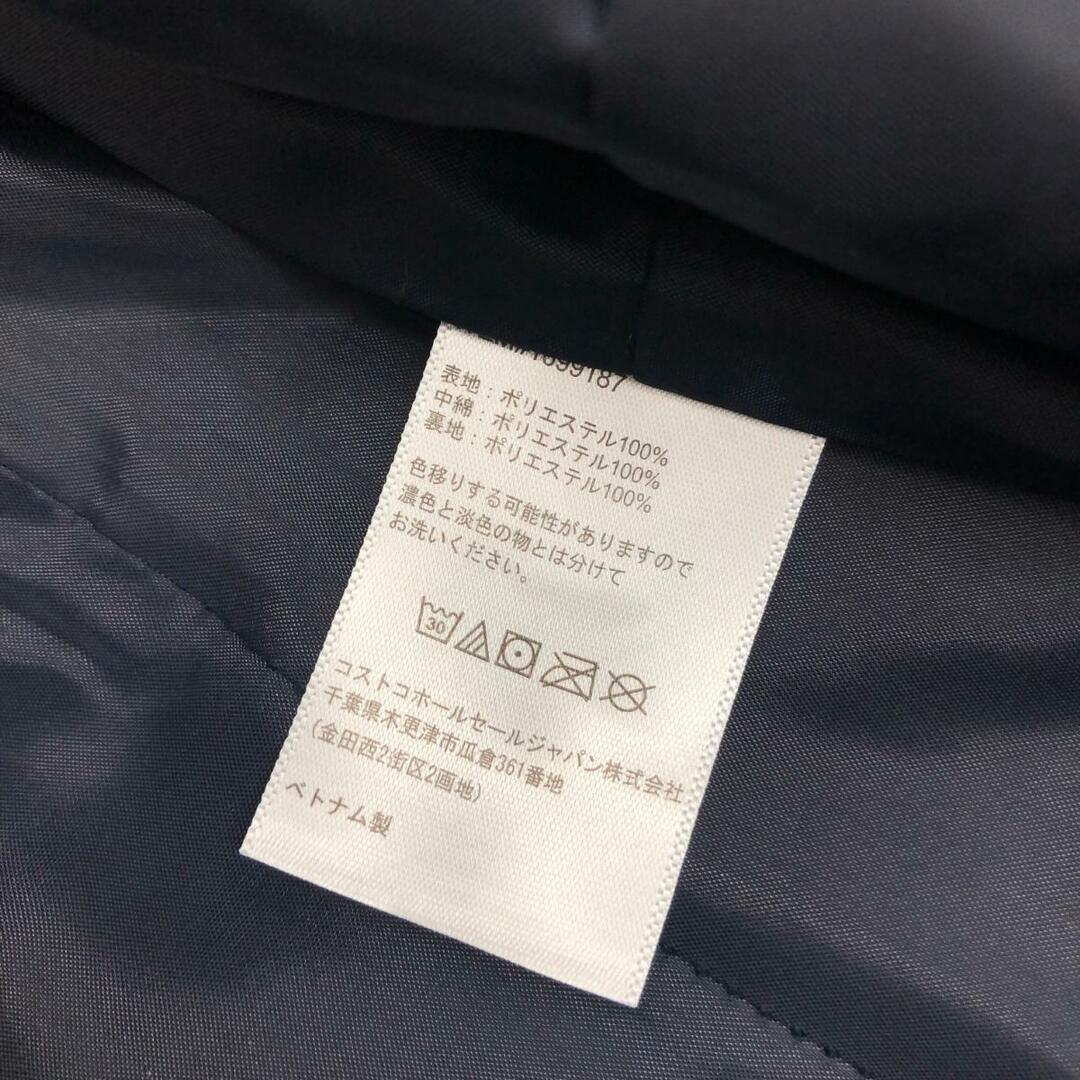 表地：ポリエステル100%
中綿：ポリエステル100%
裏地：ポリエステル100%
色移りする可能性がありますので
濃色と淡色の物とは分けて
お洗いください。
30
コストコホールセールジャパン株式会社
千葉県木更津市瓜倉361番地
(金田西2街区2画地)
ベトナム製